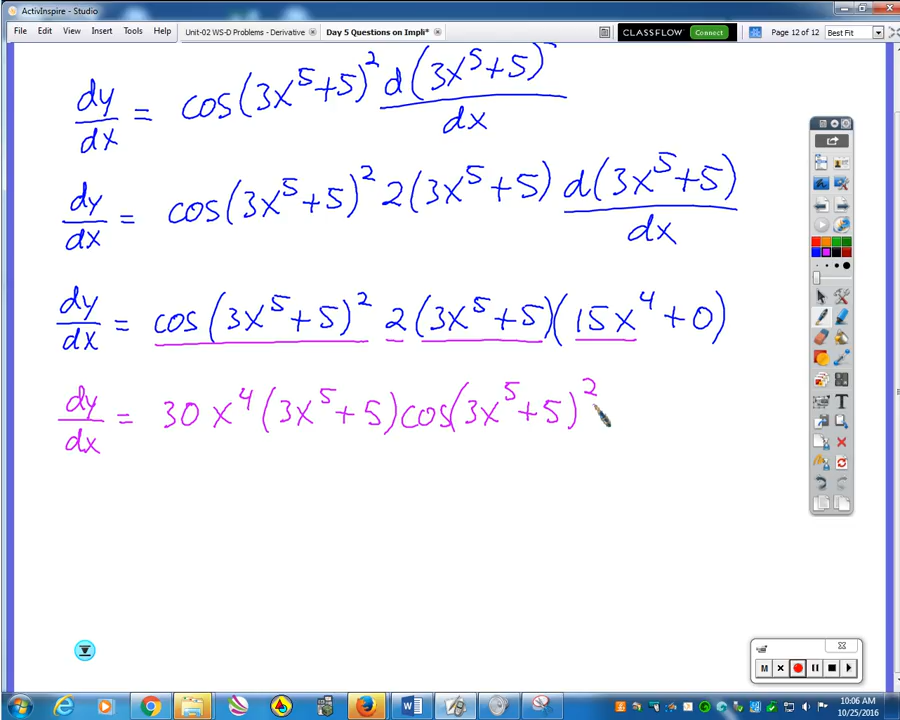 ActivInspire - Studio
File Edit View Insert Tools Help
Unit-02 WS-D Problems - Derivative
Day 5 Questions on Impli*
CLASSFLOW Connect
Page 12 of 12
Best Fit
dy/dx = cos(3x^5+5)^2 d(3x^5+5)/dx
dy/dx = cos(3x^5+5)^2 2(3x^5+5) d(3x^5+5)/dx
dy/dx = cos(3x^5+5)^2 2(3x^5+5)(15x^4+0)
dy/dx = 30x^4(3x^5+5)cos(3x^5+5)^2
T
M
10:06 AM
10/25/2016